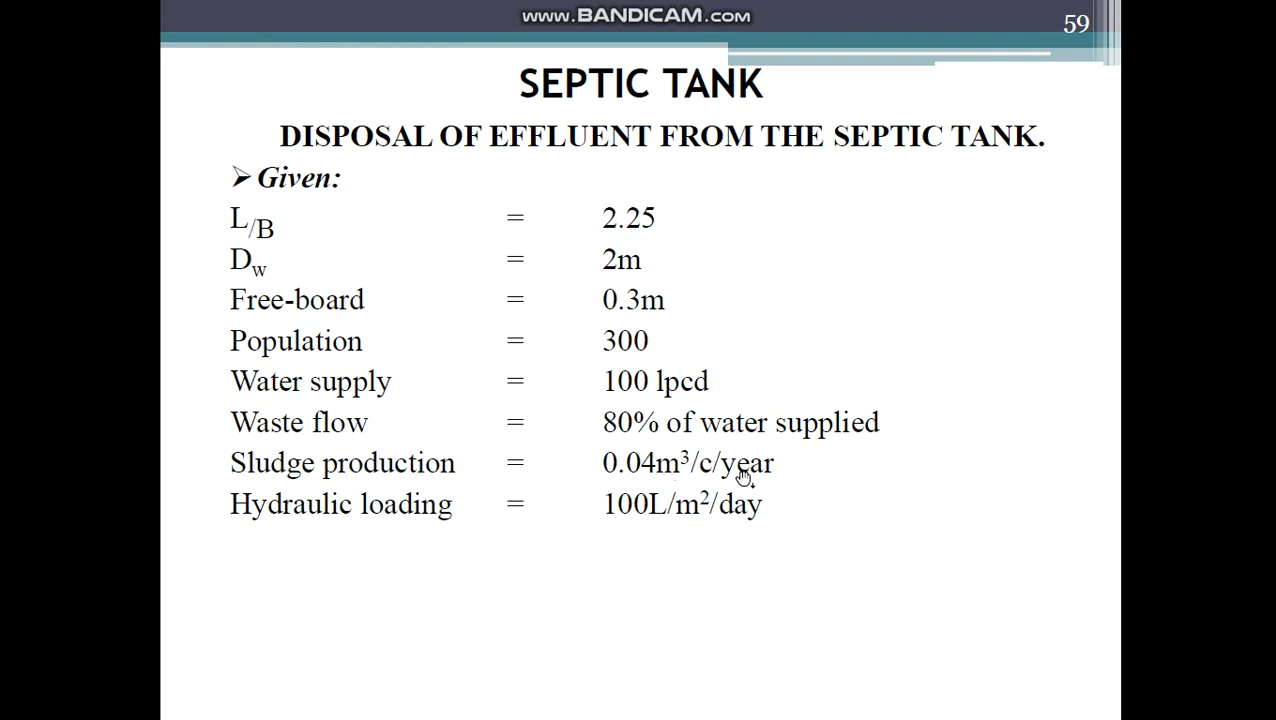 www.BANDICAM.com
59
SEPTIC TANK
DISPOSAL OF EFFLUENT FROM THE SEPTIC TANK.
➢ Given:
L/B = 2.25
Dw = 2m
Free-board = 0.3m
Population = 300
Water supply = 100 lpcd
Waste flow = 80% of water supplied
Sludge production = 0.04m³/c/year
Hydraulic loading = 100L/m²/day